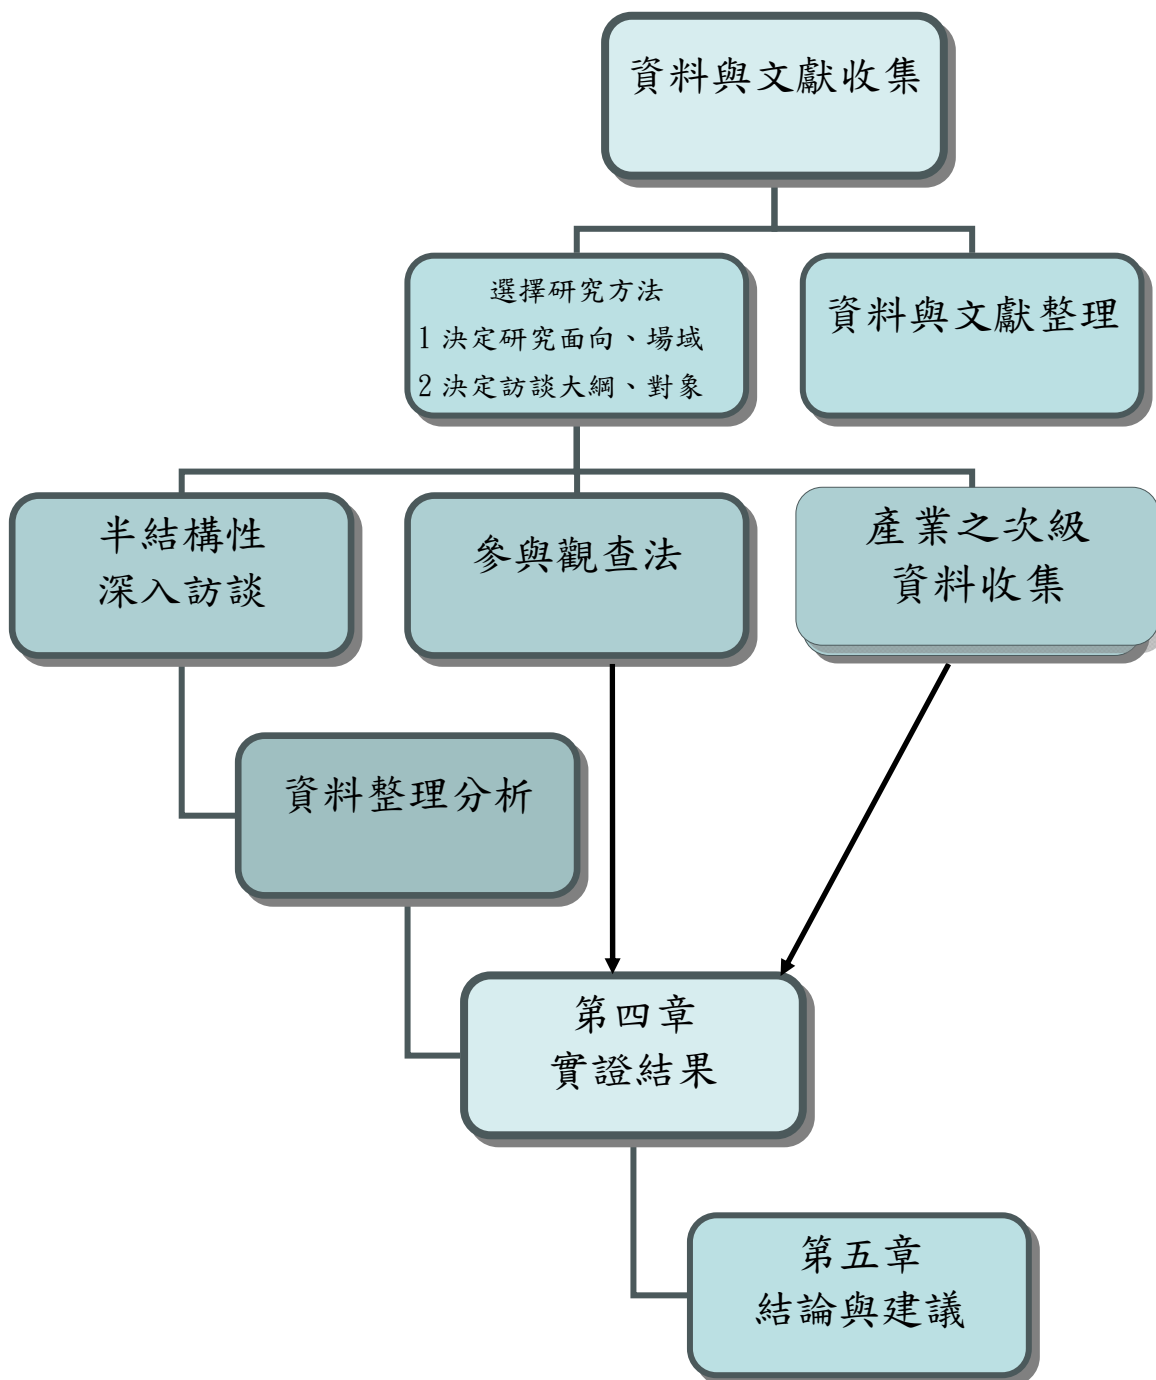 資料與文獻收集
選擇研究方法
1 決定研究面向、場域
2 決定訪談大綱、對象
資料與文獻整理
半結構性
深入訪談
參與觀查法
產業之次級
資料收集
資料整理分析
第四章
實證結果
第五章
結論與建議